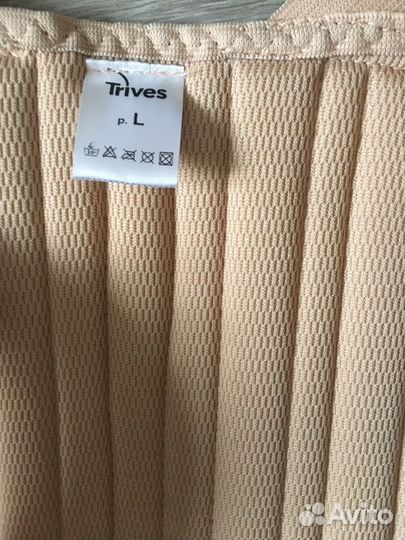 Trives
р. L
Avito